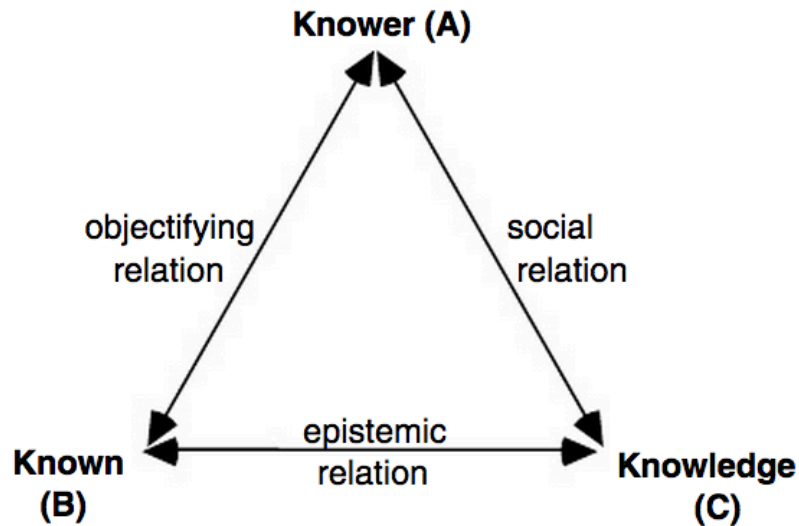 Knower (A)
objectifying
relation
social
relation
epistemic
relation
Known
(B)
Knowledge
(C)